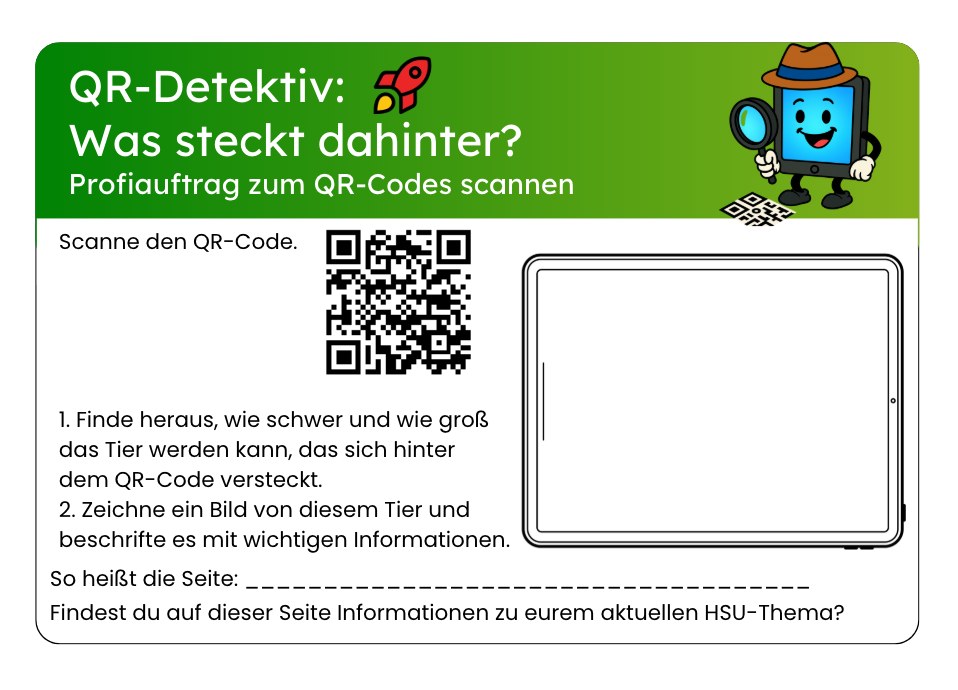 QR-Detektiv:
Was steckt dahinter?
Profiauftrag zum QR-Codes scannen
Scanne den QR-Code.
1. Finde heraus, wie schwer und wie groß
das Tier werden kann, das sich hinter
dem QR-Code versteckt.
2. Zeichne ein Bild von diesem Tier und
beschrifte es mit wichtigen Informationen.
So heißt die Seite: ____________________________________
Findest du auf dieser Seite Informationen zu eurem aktuellen HSU-Thema?